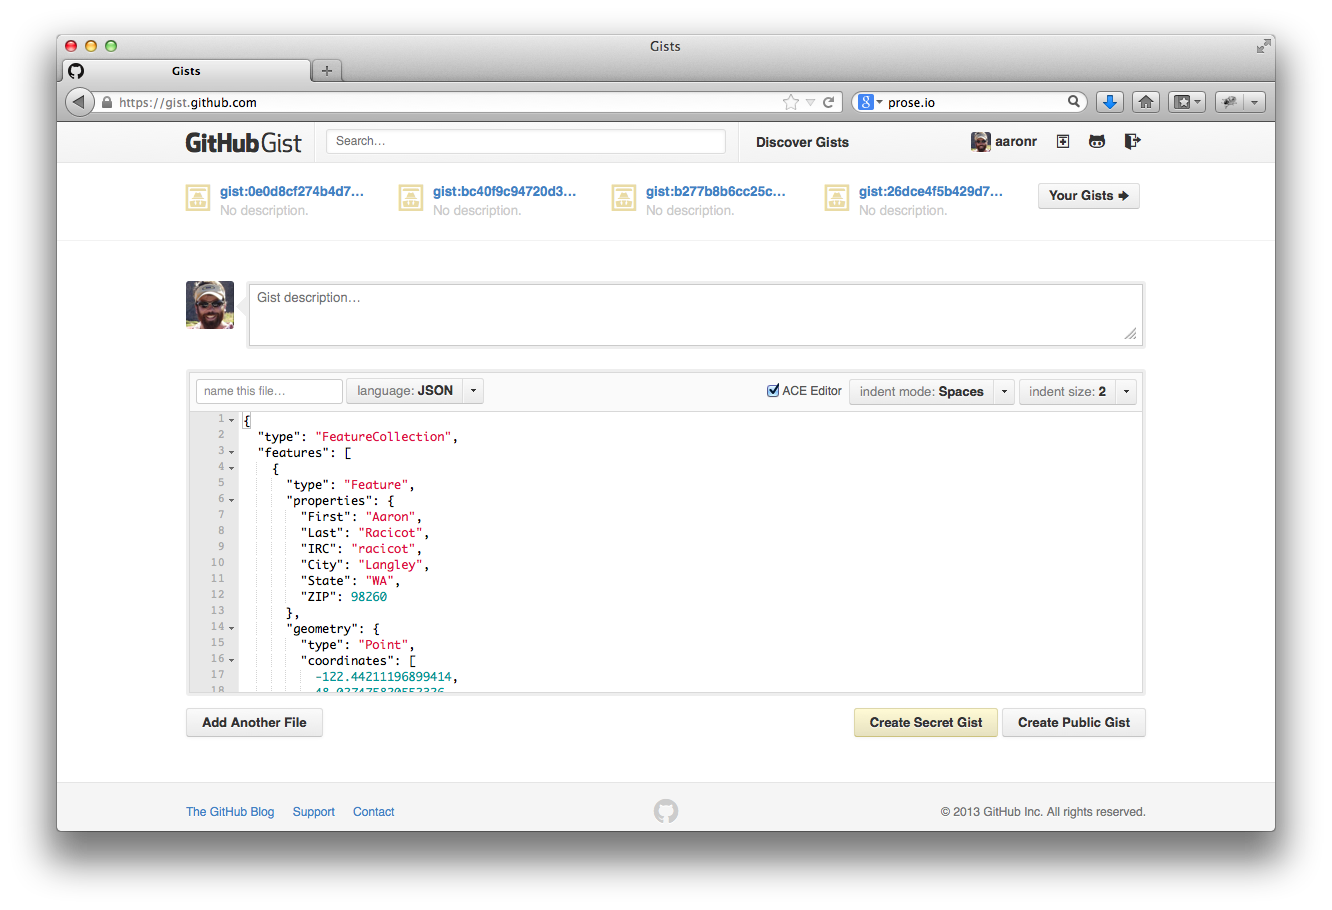 Gists
Gists
https://gist.github.com
prose.io
GitHub Gist
Search…
Discover Gists
aaronr
gist:0e0d8cf274b4d7…
No description.
gist:bc40f9c94720d3…
No description.
gist:b277b8b6cc25c…
No description.
gist:26dce4f5b429d7…
No description.
Your Gists
Gist description…
name this file…
language: JSON
ACE Editor
indent mode: Spaces
indent size: 2
1 {
2 "type": "FeatureCollection",
3 "features": [
4 {
5 "type": "Feature",
6 "properties": {
7 "First": "Aaron",
8 "Last": "Racicot",
9 "IRC": "racicot",
10 "City": "Langley",
11 "State": "WA",
12 "ZIP": 98260
13 },
14 "geometry": {
15 "type": "Point",
16 "coordinates": [
17 -122.44211196899414,
18
Add Another File
Create Secret Gist
Create Public Gist
The GitHub Blog
Support
Contact
© 2013 GitHub Inc. All rights reserved.